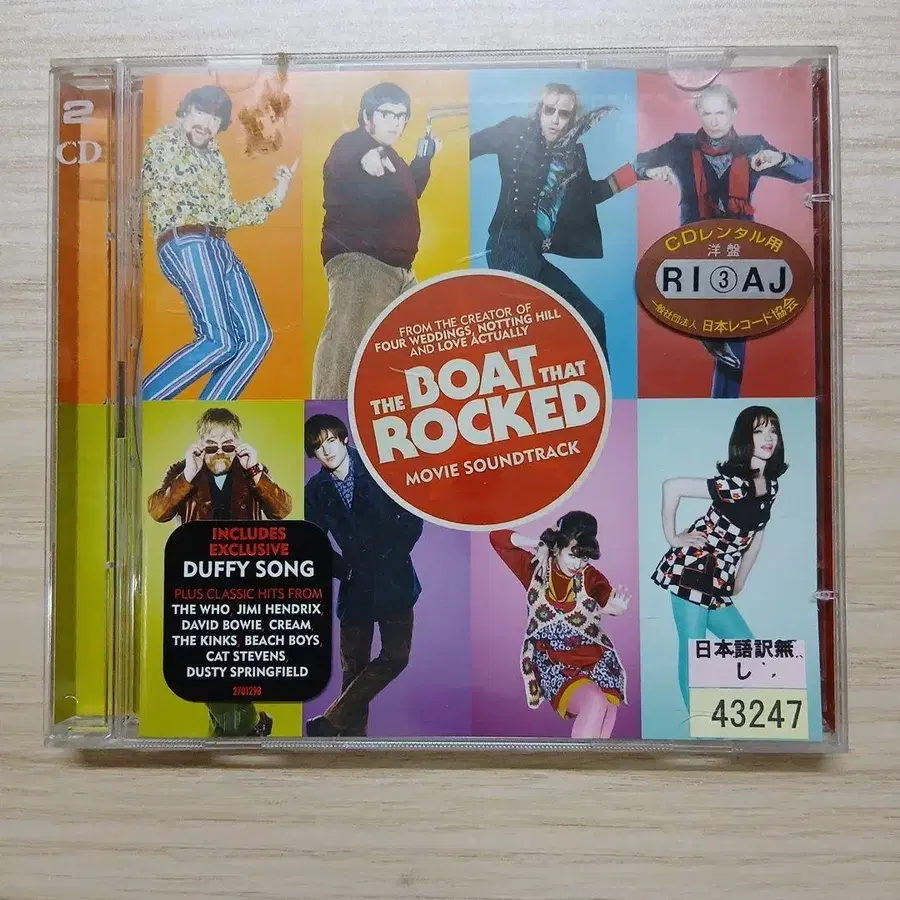 2
CD
CDレンタル用
洋盤
RI③AJ
一般社団法人 日本レコード協会
FROM THE CREATOR OF
FOUR WEDDINGS, NOTTING HILL
AND LOVE ACTUALLY
THE BOAT THAT
ROCKED
MOVIE SOUNDTRACK
INCLUDES
EXCLUSIVE
DUFFY SONG
PLUS CLASSIC HITS FROM
THE WHO, JIMI HENDRIX,
DAVID BOWIE, CREAM,
THE KINKS, BEACH BOYS,
CAT STEVENS,
DUSTY SPRINGFIELD
2701298
日本語訳無
し
43247